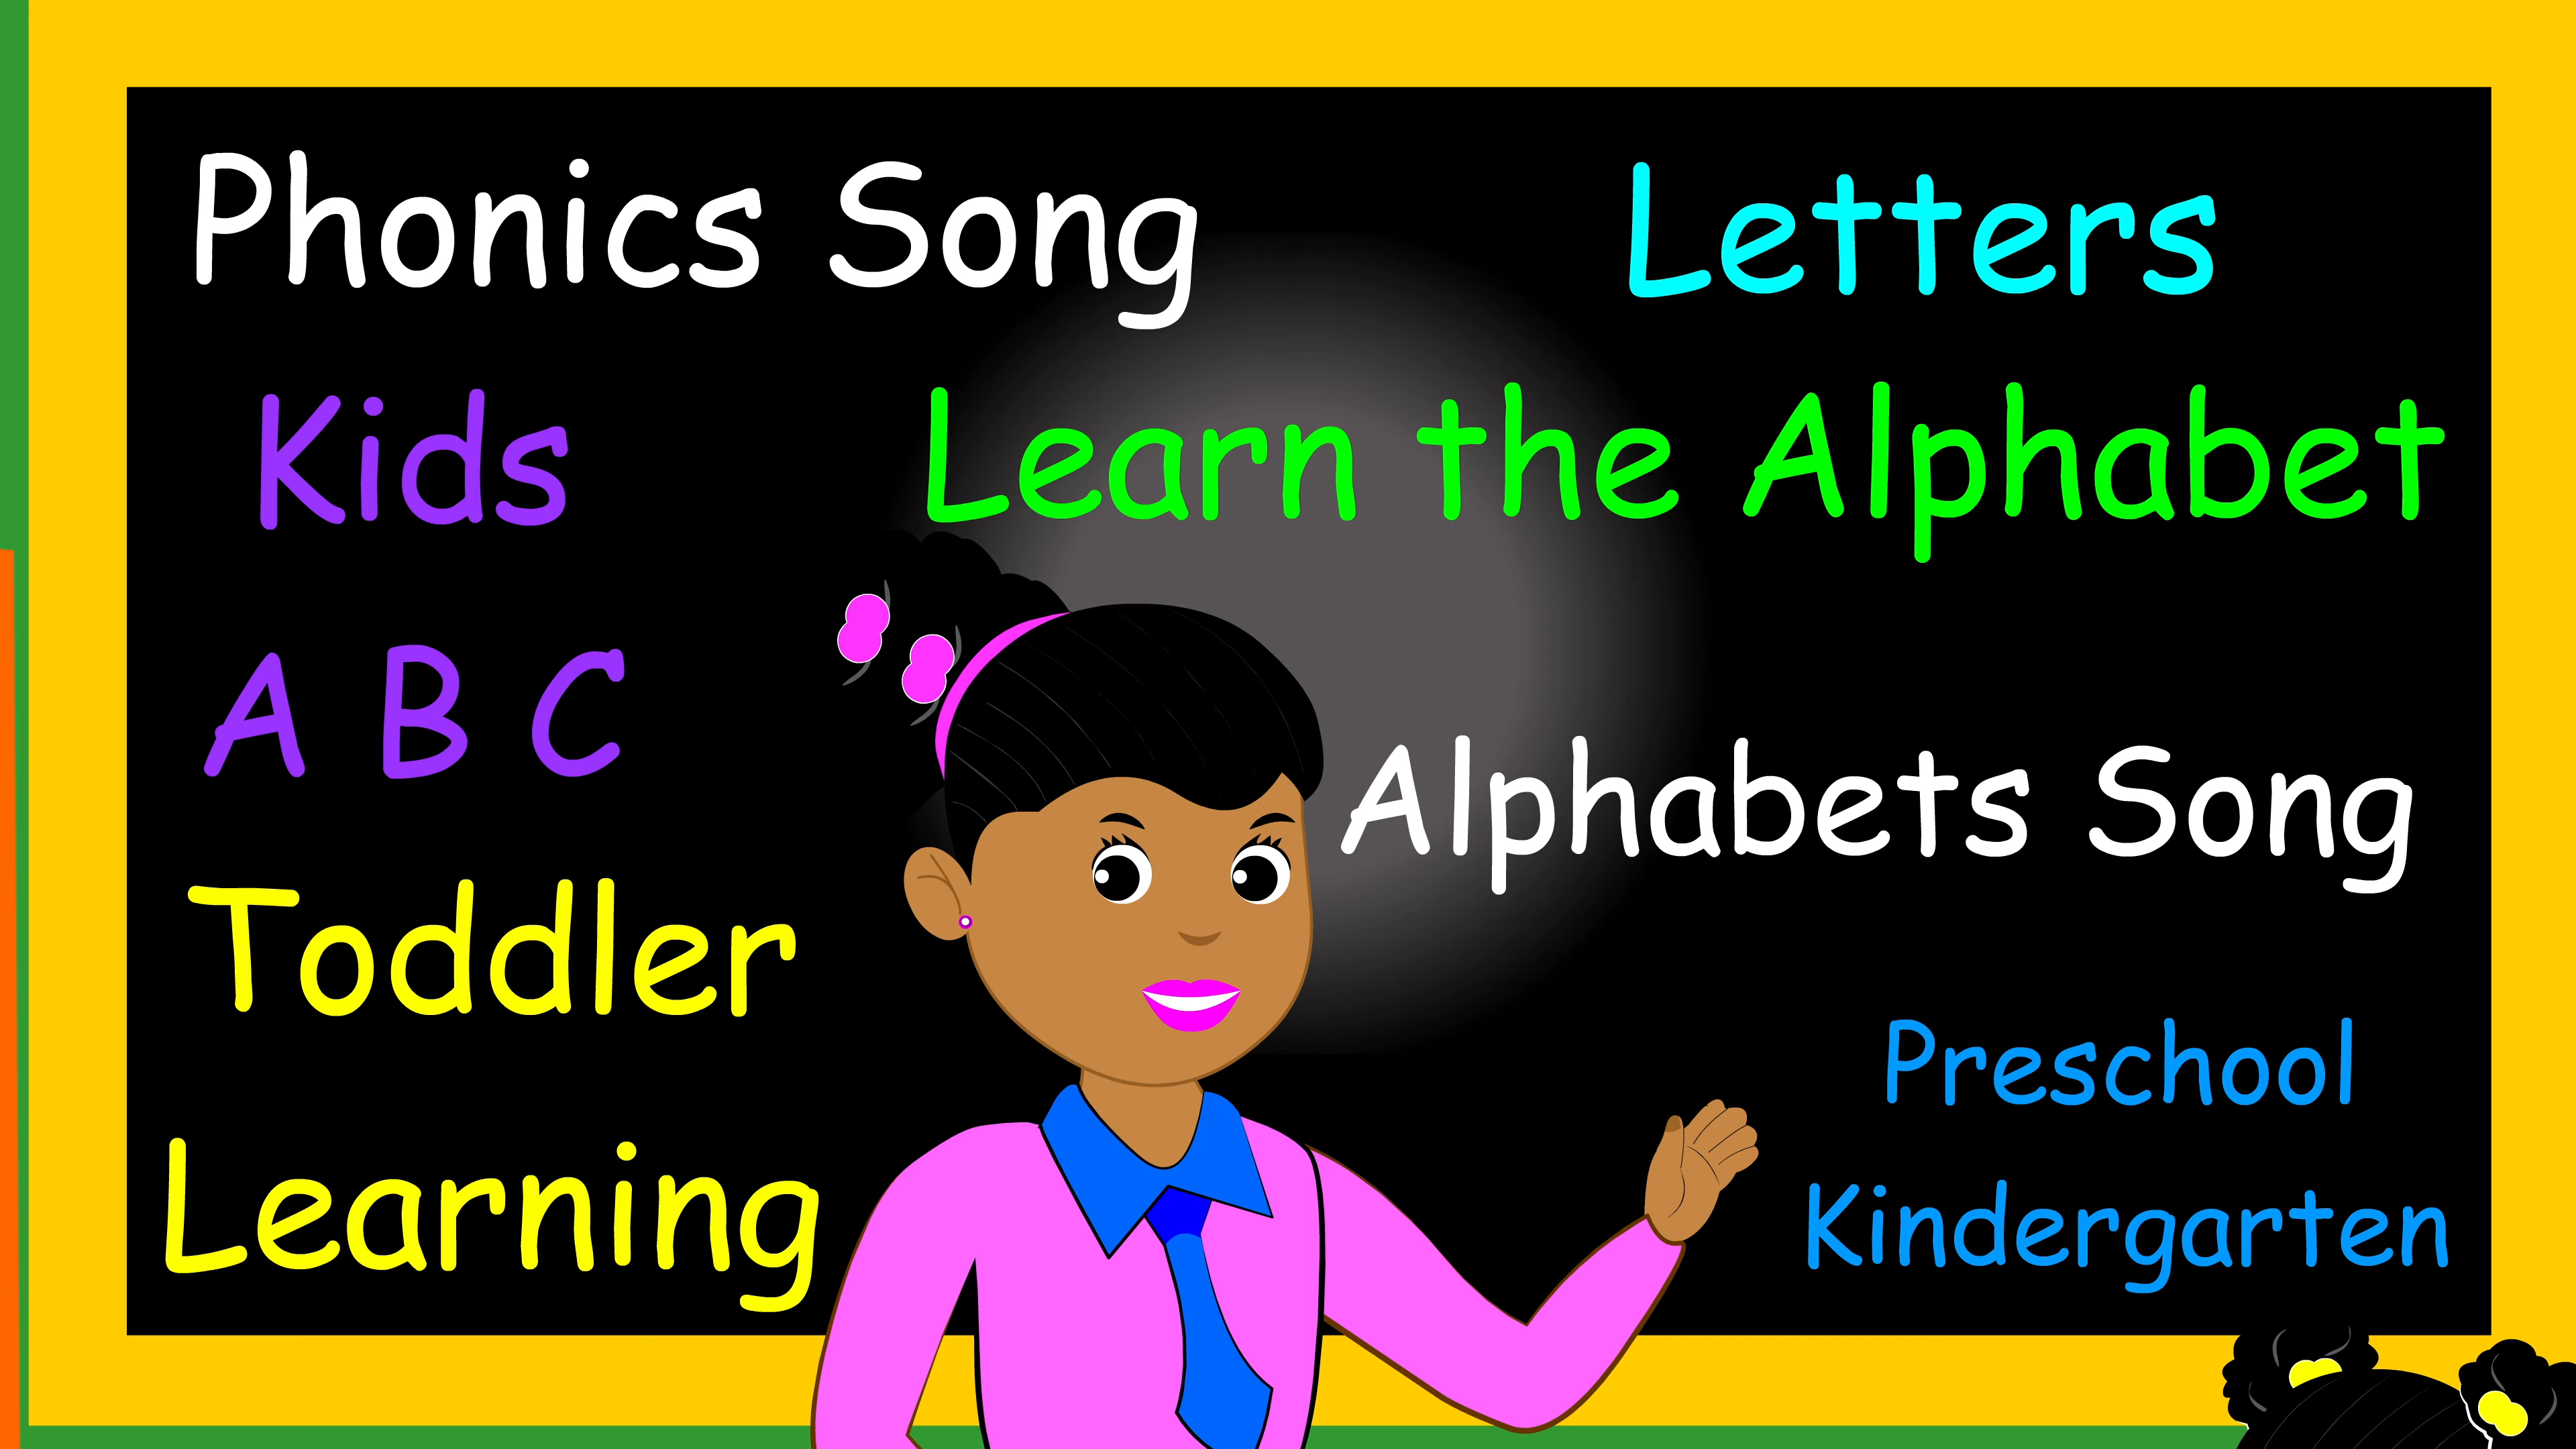 Phonics Song
Letters
Kids
Learn the Alphabet
A B C
Alphabets Song
Toddler
Preschool
Learning
Kindergarten